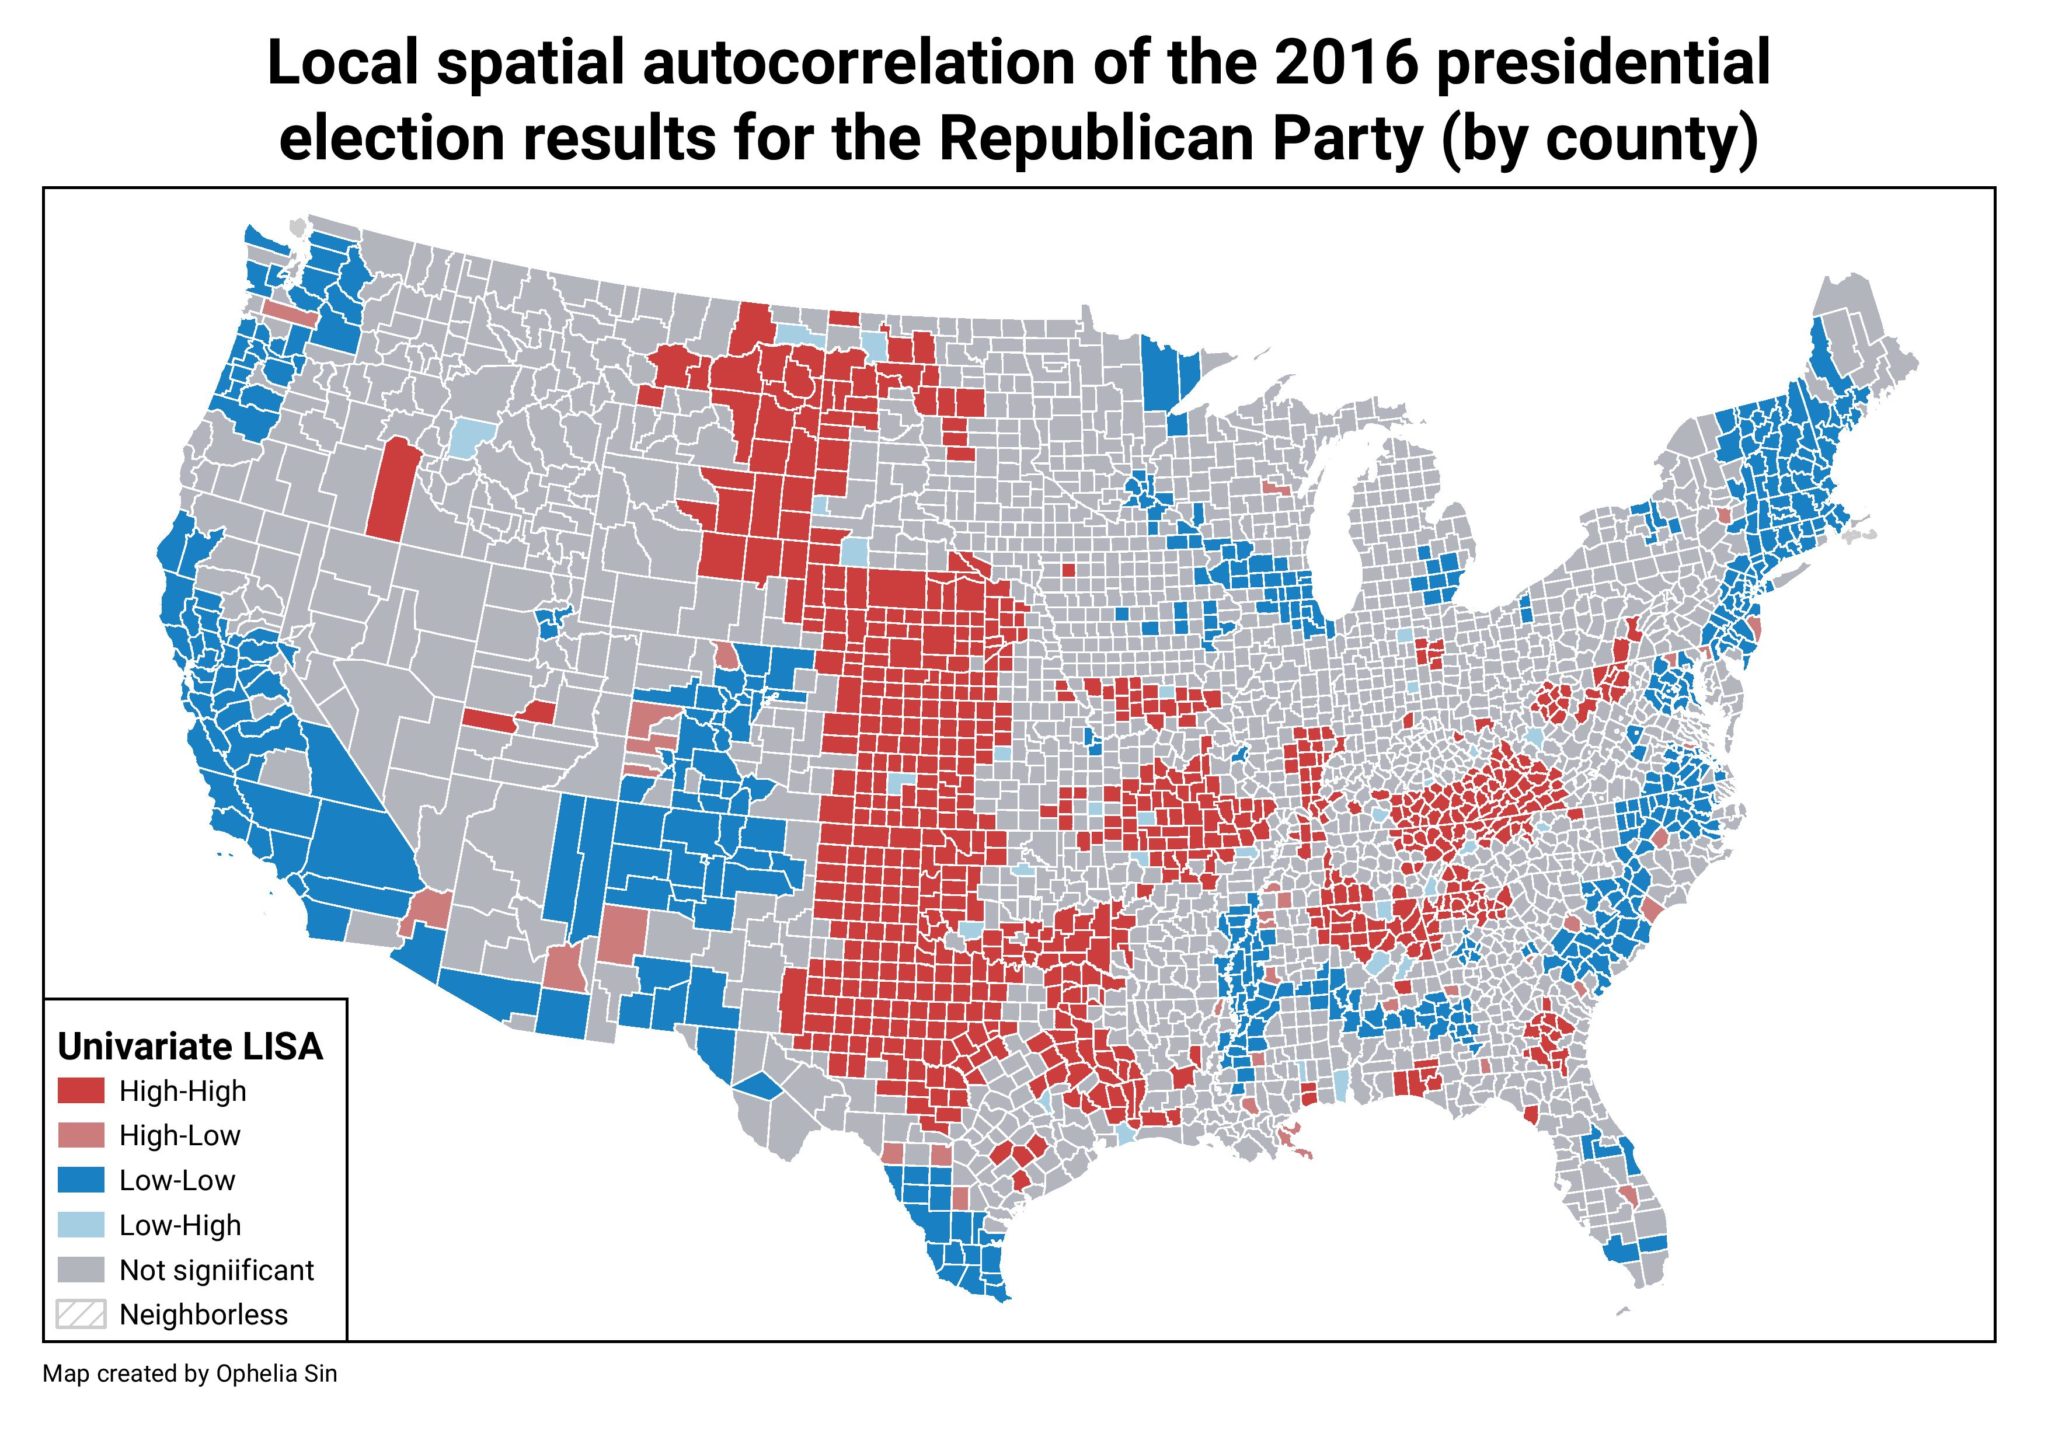 Local spatial autocorrelation of the 2016 presidential
election results for the Republican Party (by county)
Univariate LISA
High-High
High-Low
Low-Low
Low-High
Not signiificant
Neighborless
Map created by Ophelia Sin